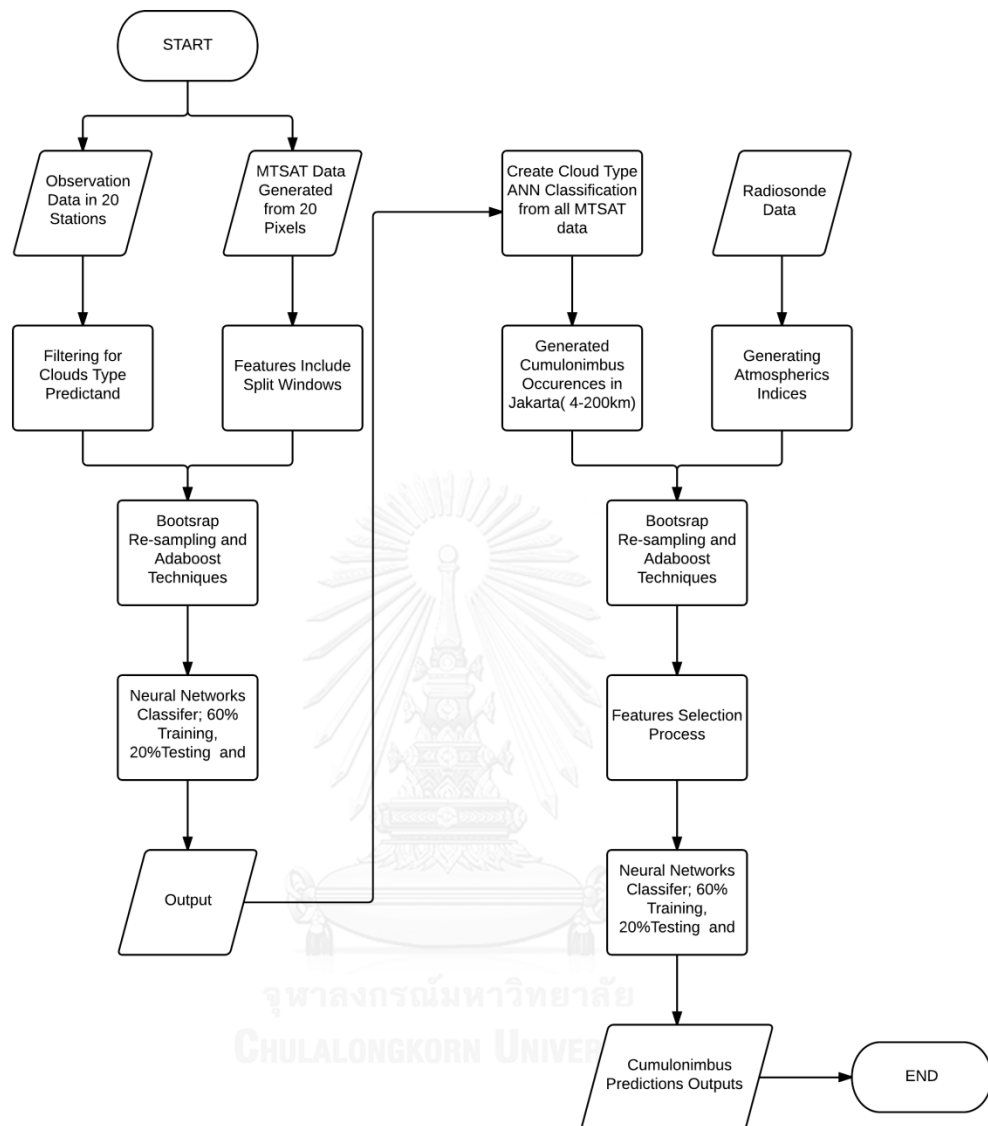 START
Observation
Data in 20
Stations
MTSAT Data
Generated
from 20
Pixels
Create Cloud Type
ANN Classification
from all MTSAT
data
Radiosonde
Data
Filtering for
Clouds Type
Predictand
Features Include
Split Windows
Generated
Cumulonimbus
Occurences in
Jakarta( 4-200km)
Generating
Atmospherics
Indices
Bootsrap
Re-sampling and
Adaboost
Techniques
Bootsrap
Re-sampling and
Adaboost
Techniques
Neural Networks
Classifer; 60%
Training,
20%Testing and
Features Selection
Process
Output
Neural Networks
Classifer; 60%
Training,
20%Testing and
จุฬาลงกรณ์มหาวิทยาลัย
CHULALONGKORN UNIVER
Cumulonimbus
Predictions Outputs
END